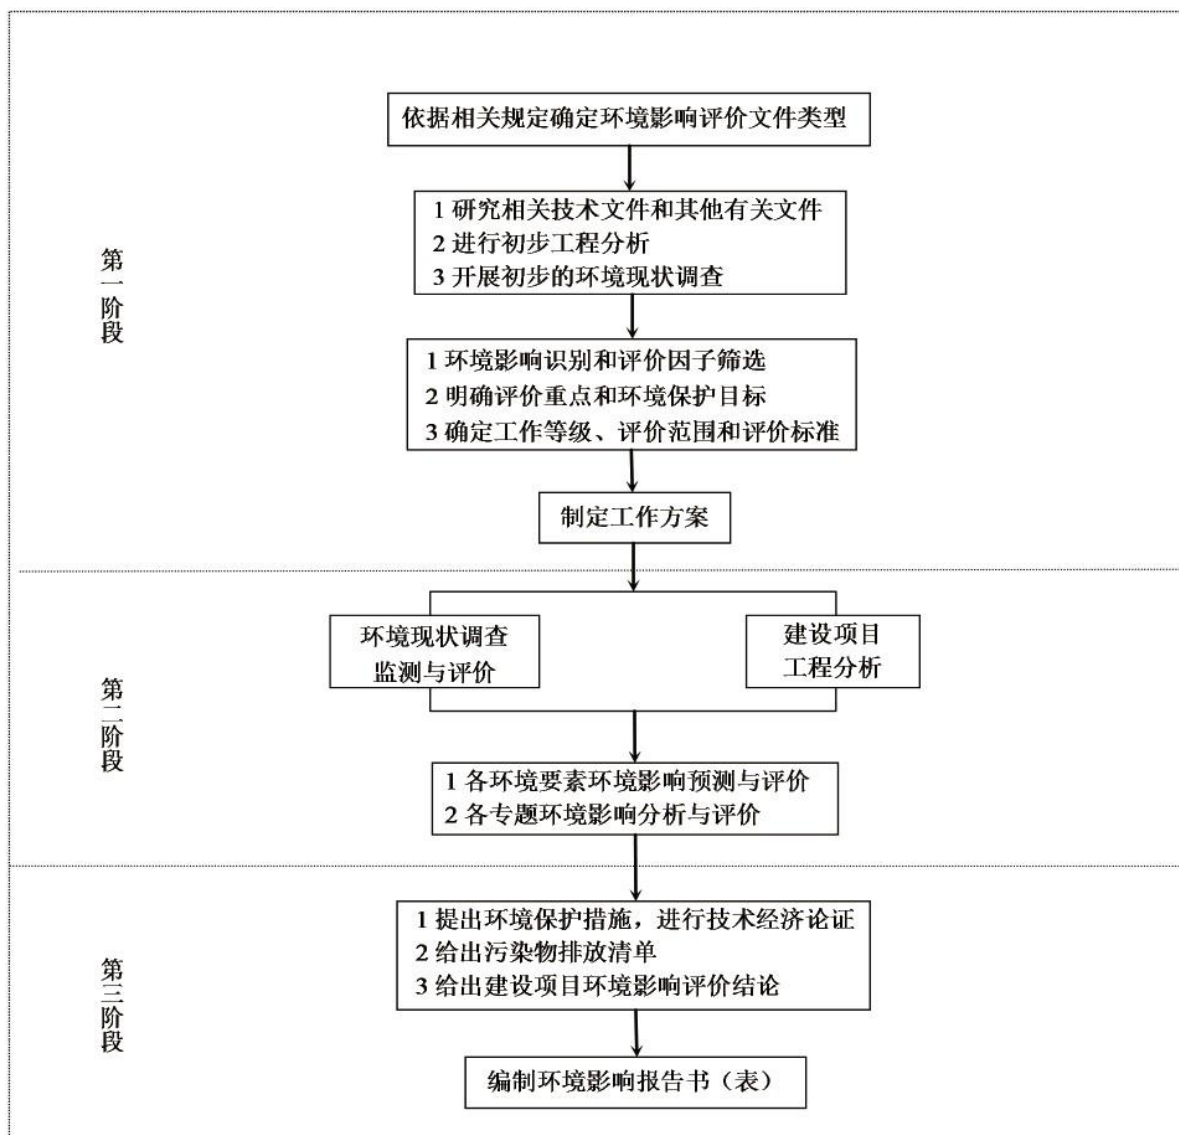 依据相关规定确定环境影响评价文件类型
1 研究相关技术文件和其他有关文件
2 进行初步工程分析
3 开展初步的环境现状调查
第一阶段
1 环境影响识别和评价因子筛选
2 明确评价重点和环境保护目标
3 确定工作等级、评价范围和评价标准
制定工作方案
环境现状调查
监测与评价
建设项目
工程分析
第二阶段
1 各环境要素环境影响预测与评价
2 各专题环境影响分析与评价
1 提出环境保护措施，进行技术经济论证
2 给出污染物排放清单
3 给出建设项目环境影响评价结论
第三阶段
编制环境影响报告书（表）